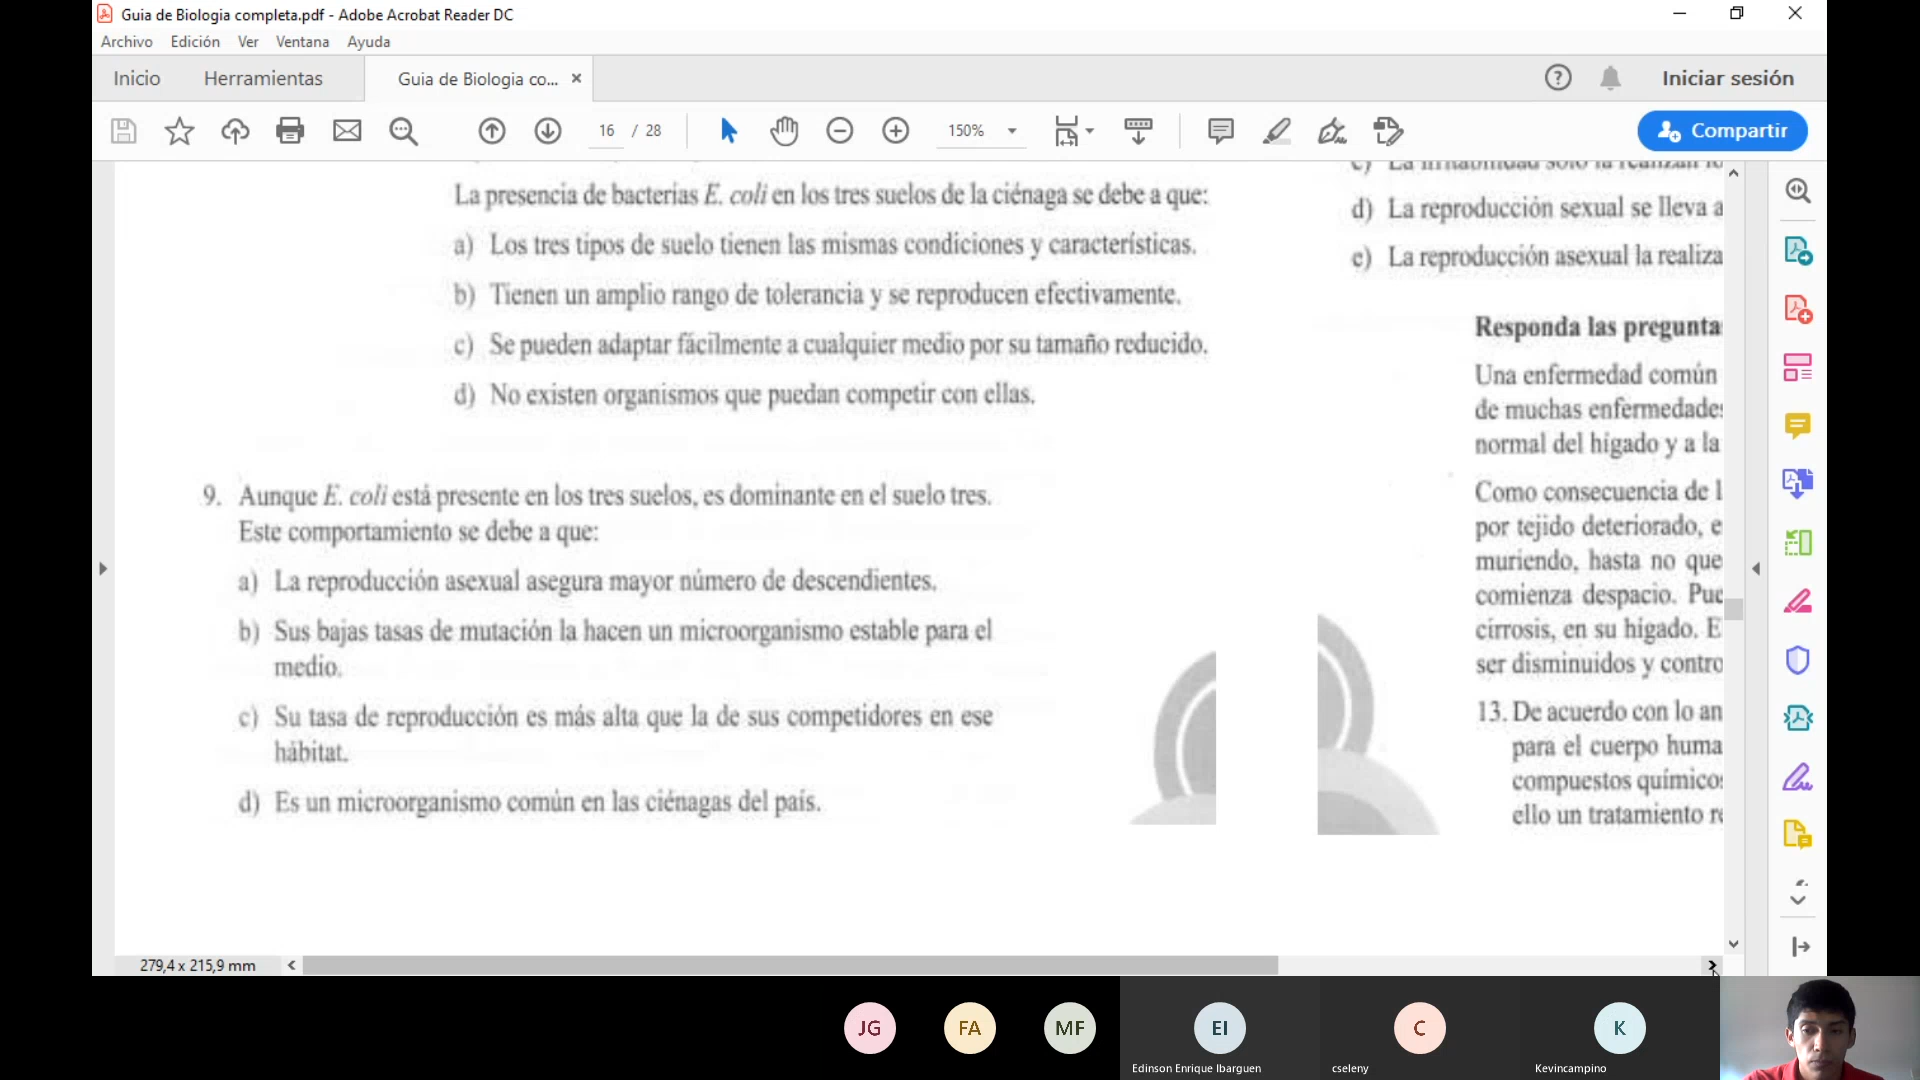 Guia de Biologia completa.pdf - Adobe Acrobat Reader DC
Archivo Edición Ver Ventana Ayuda
Inicio Herramientas Guia de Biologia co... × Iniciar sesión
16 / 28 150% Compartir
La presencia de bacterias E. coli en los tres suelos de la ciénaga se debe a que:
a) Los tres tipos de suelo tienen las mismas condiciones y características.
b) Tienen un amplio rango de tolerancia y se reproducen efectivamente.
c) Se pueden adaptar fácilmente a cualquier medio por su tamaño reducido.
d) No existen organismos que puedan competir con ellas.
9. Aunque E. coli está presente en los tres suelos, es dominante en el suelo tres.
Este comportamiento se debe a que:
a) La reproducción asexual asegura mayor número de descendientes.
b) Sus bajas tasas de mutación la hacen un microorganismo estable para el
medio.
c) Su tasa de reproducción es más alta que la de sus competidores en ese
hábitat.
d) Es un microorganismo común en las ciénagas del país.
d) La reproducción sexual se lleva a
e) La reproducción asexual la realiza
Responda las pregunta
Una enfermedad común
de muchas enfermedades
normal del hígado y a la
Como consecuencia de l
por tejido deteriorado, e
muriendo, hasta no que
comienza despacio. Pue
cirrosis, en su hígado. E
ser disminuidos y contro
13. De acuerdo con lo an
para el cuerpo huma
compuestos químicos
ello un tratamiento re
279,4 x 215,9 mm
JG FA MF EI C K
Edinson Enrique Ibarguen cseleny Kevincampino